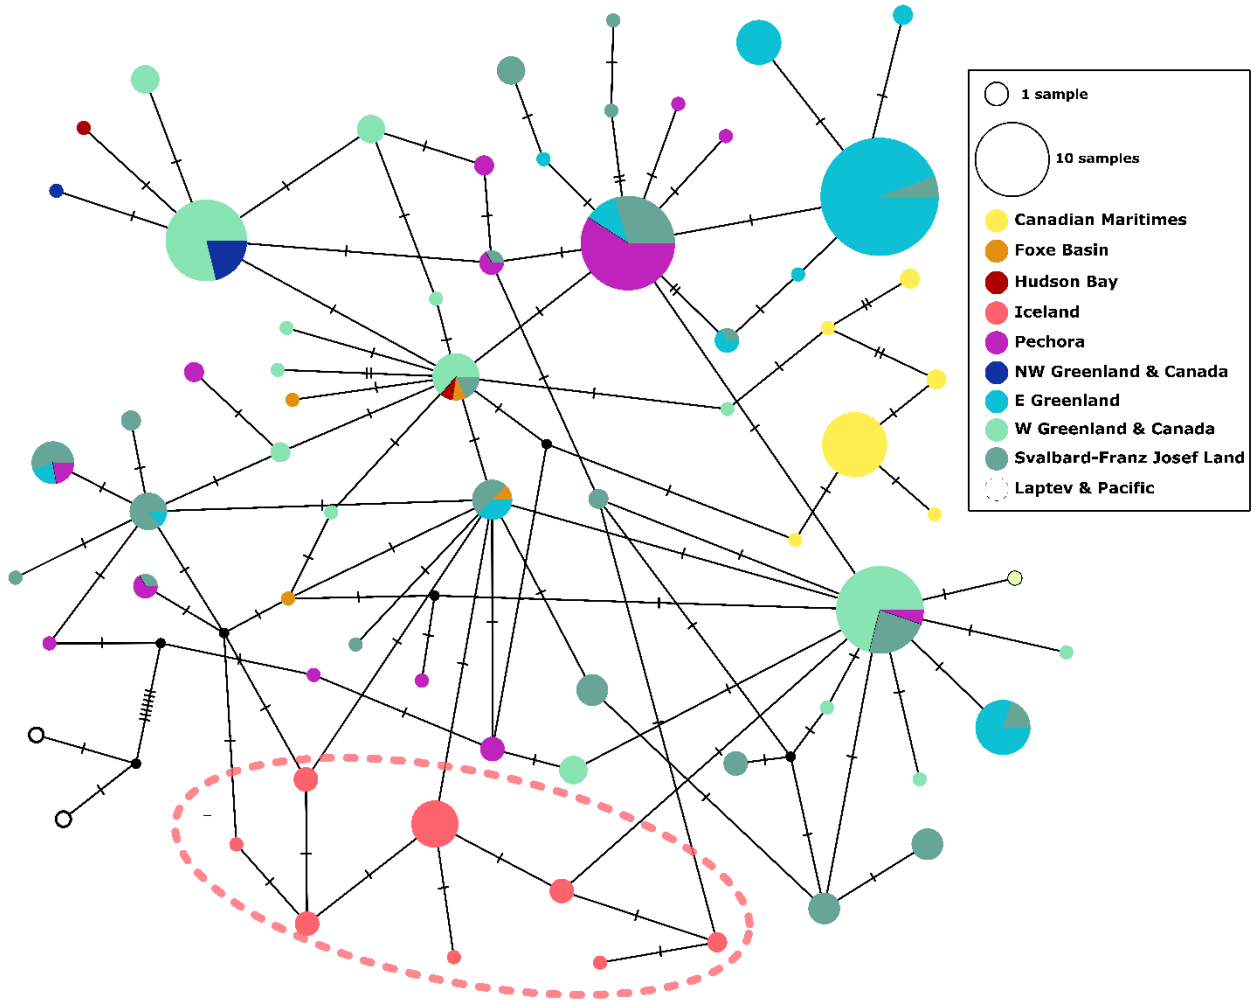 1 sample
10 samples
Canadian Maritimes
Foxe Basin
Hudson Bay
Iceland
Pechora
NW Greenland & Canada
E Greenland
W Greenland & Canada
Svalbard-Franz Josef Land
Laptev & Pacific